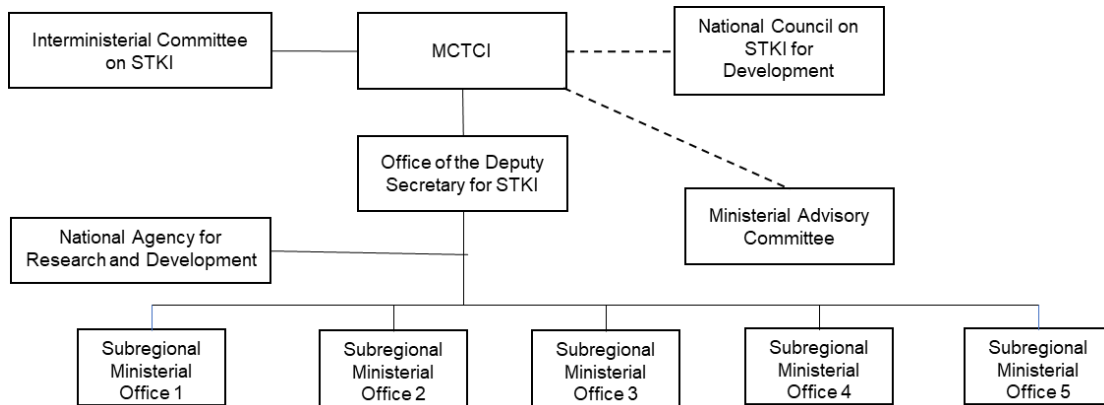 Interministerial Committee
on STKI
MCTCI
National Council on
STKI for
Development
Office of the Deputy
Secretary for STKI
Ministerial Advisory
Committee
National Agency for
Research and Development
Subregional
Ministerial
Office 1
Subregional
Ministerial
Office 2
Subregional
Ministerial
Office 3
Subregional
Ministerial
Office 4
Subregional
Ministerial
Office 5